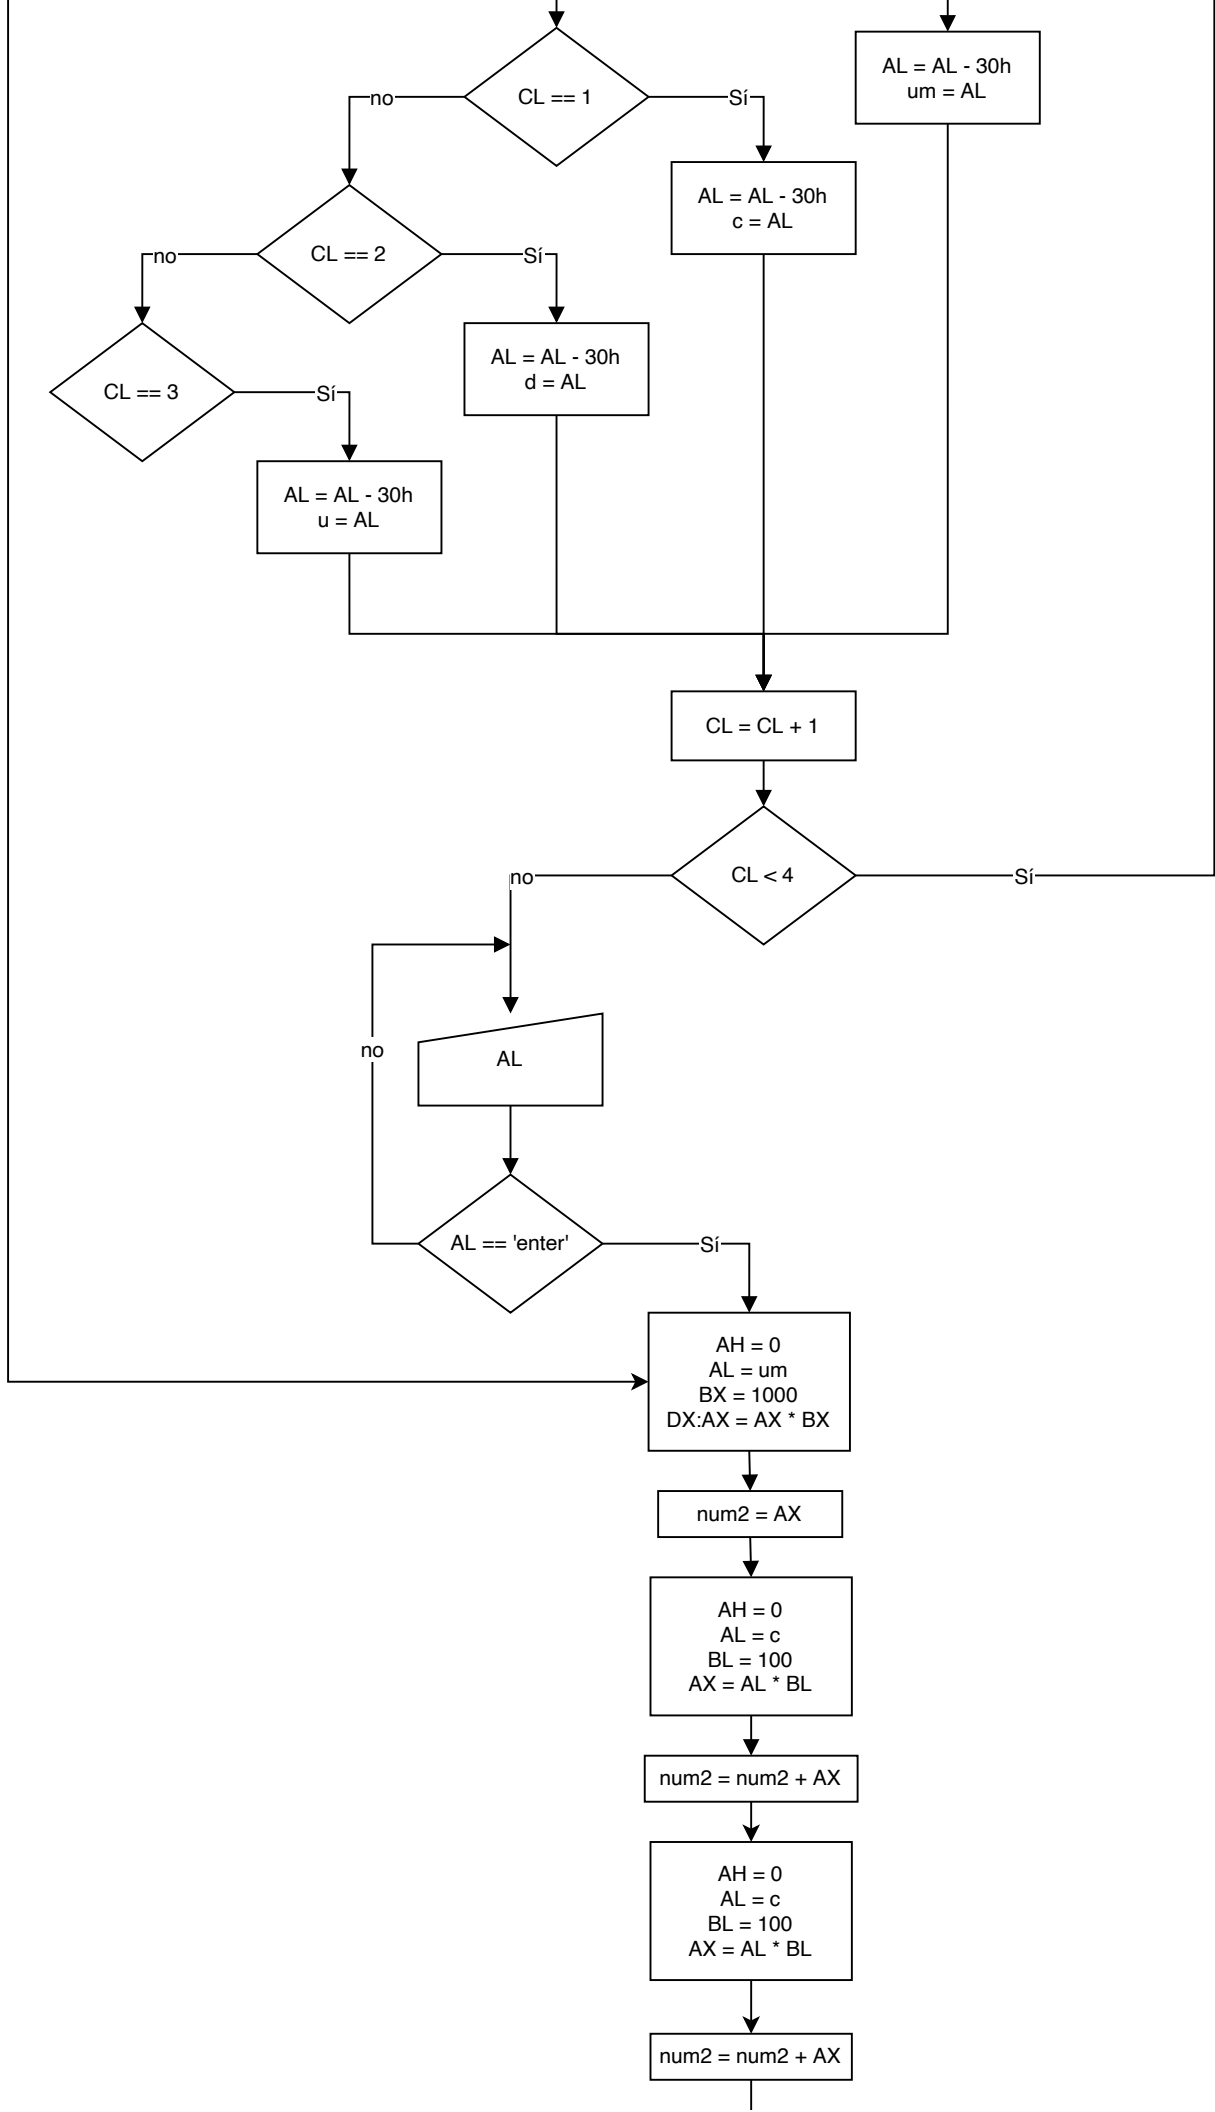 AL = AL - 30h
um = AL
CL == 1
no
Sí
AL = AL - 30h
c = AL
CL == 2
no
Sí
AL = AL - 30h
d = AL
CL == 3
Sí
AL = AL - 30h
u = AL
CL = CL + 1
CL < 4
no
Sí
no
AL
AL == 'enter'
Sí
AH = 0
AL = um
BX = 1000
DX:AX = AX * BX
num2 = AX
AH = 0
AL = c
BL = 100
AX = AL * BL
num2 = num2 + AX
AH = 0
AL = c
BL = 100
AX = AL * BL
num2 = num2 + AX